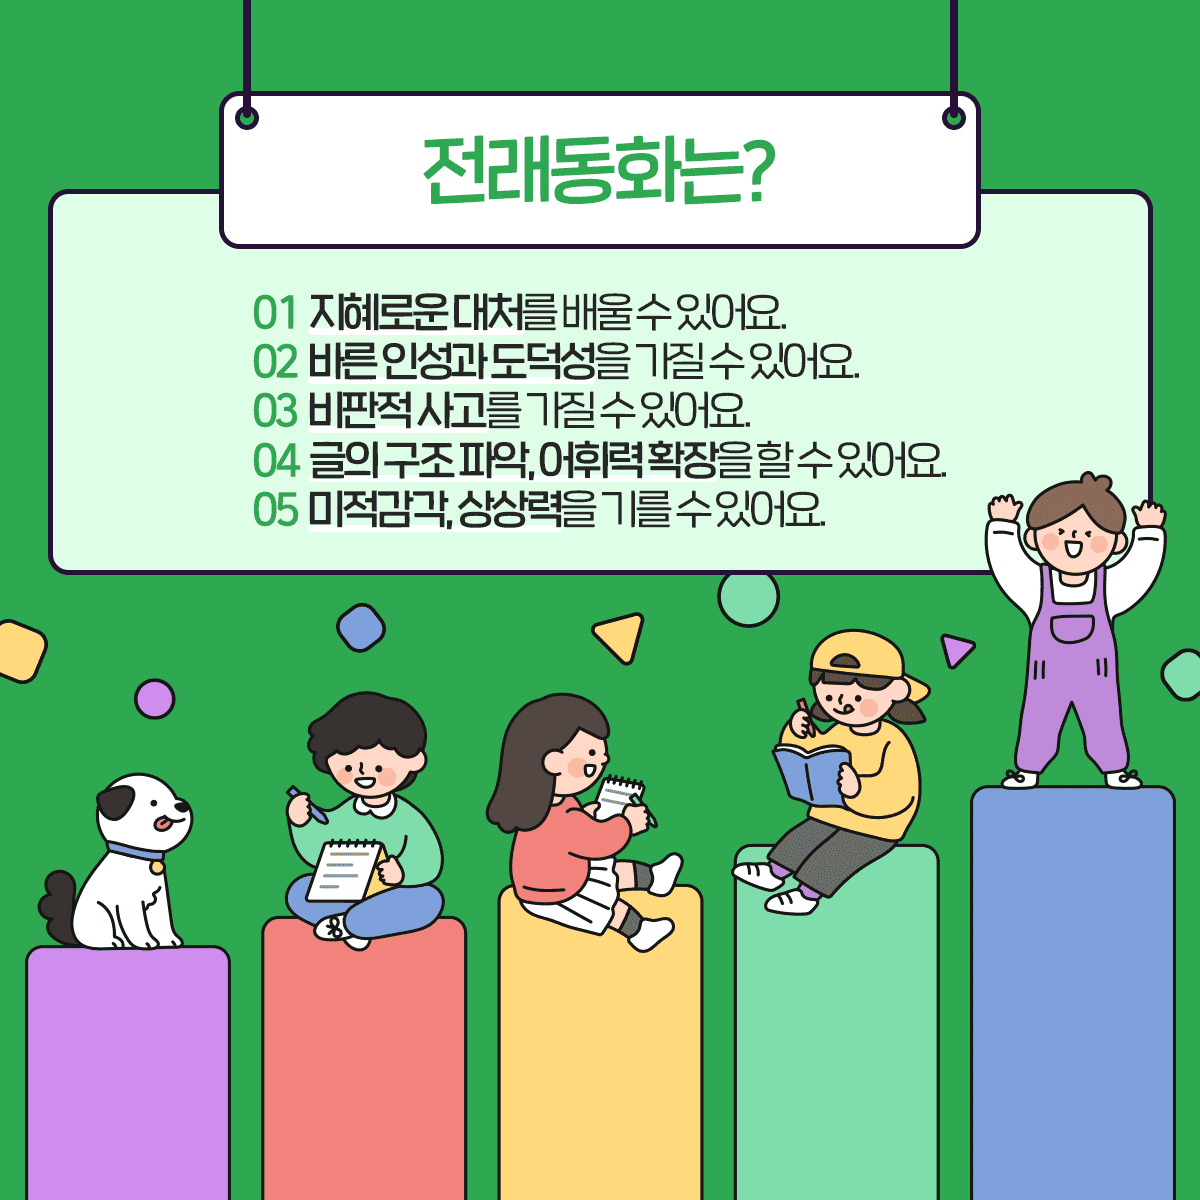 전래동화는?
01 지혜로운 대처를 배울 수 있어요.
02 바른 인성과 도덕성을 가질 수 있어요.
03 비판적 사고를 가질 수 있어요.
04 글의 구조 파악, 어휘력 확장을 할 수 있어요.
05 미적감각, 상상력을 기를 수 있어요.